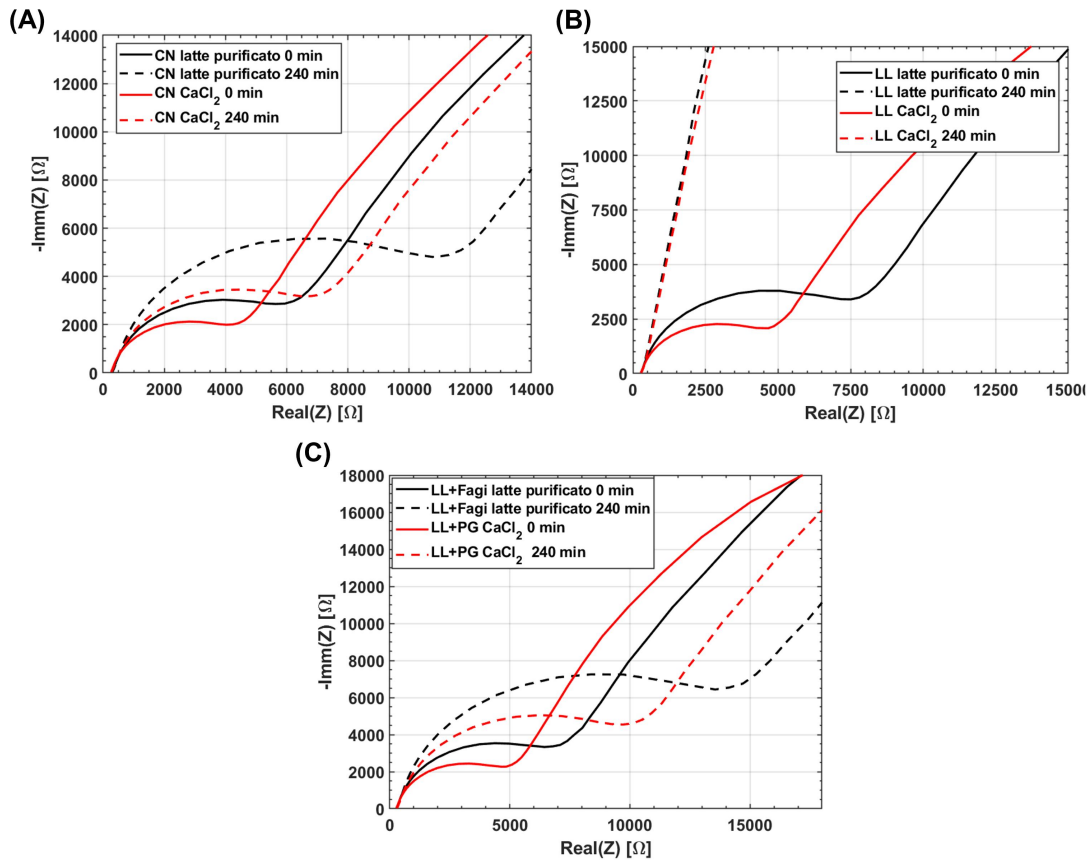 (A)
14000
12000
10000
8000
6000
4000
2000
0
-Imm(Z) [Ω]
CN latte purificato 0 min
CN latte purificato 240 min
CN CaCl2 0 min
CN CaCl2 240 min
0 2000 4000 6000 8000 10000 12000 14000
Real(Z) [Ω]
(B)
15000
12500
10000
7500
5000
2500
0
-Imm(Z) [Ω]
LL latte purificato 0 min
LL latte purificato 240 min
LL CaCl2 0 min
LL CaCl2 240 min
0 2500 5000 7500 10000 12500 15000
Real(Z) [Ω]
(C)
18000
16000
14000
12000
10000
8000
6000
4000
2000
0
-Imm(Z) [Ω]
LL+Fagi latte purificato 0 min
LL+Fagi latte purificato 240 min
LL+PG CaCl2 0 min
LL+PG CaCl2 240 min
0 5000 10000 15000
Real(Z) [Ω]